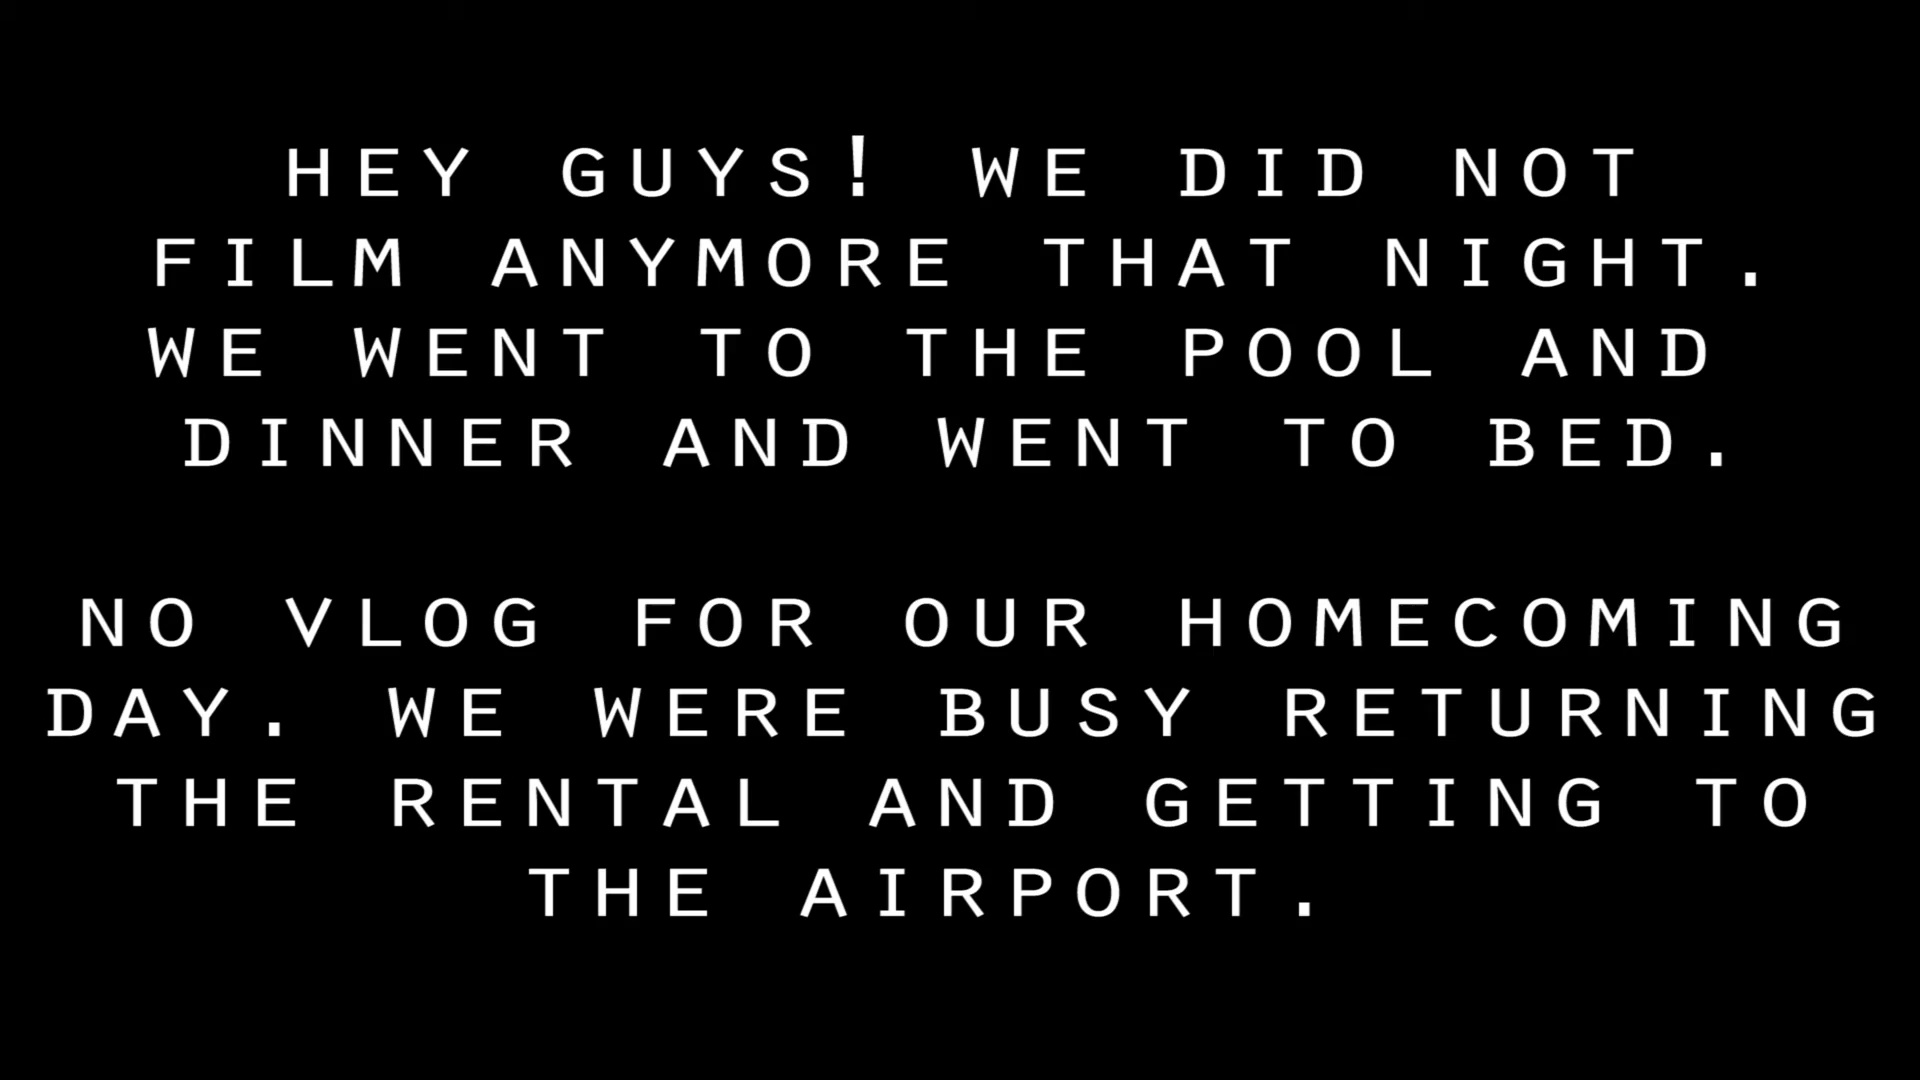 HEY GUYS! WE DID NOT
FILM ANYMORE THAT NIGHT.
WE WENT TO THE POOL AND
DINNER AND WENT TO BED.
NO VLOG FOR OUR HOMECOMING
DAY. WE WERE BUSY RETURNING
THE RENTAL AND GETTING TO
THE AIRPORT.